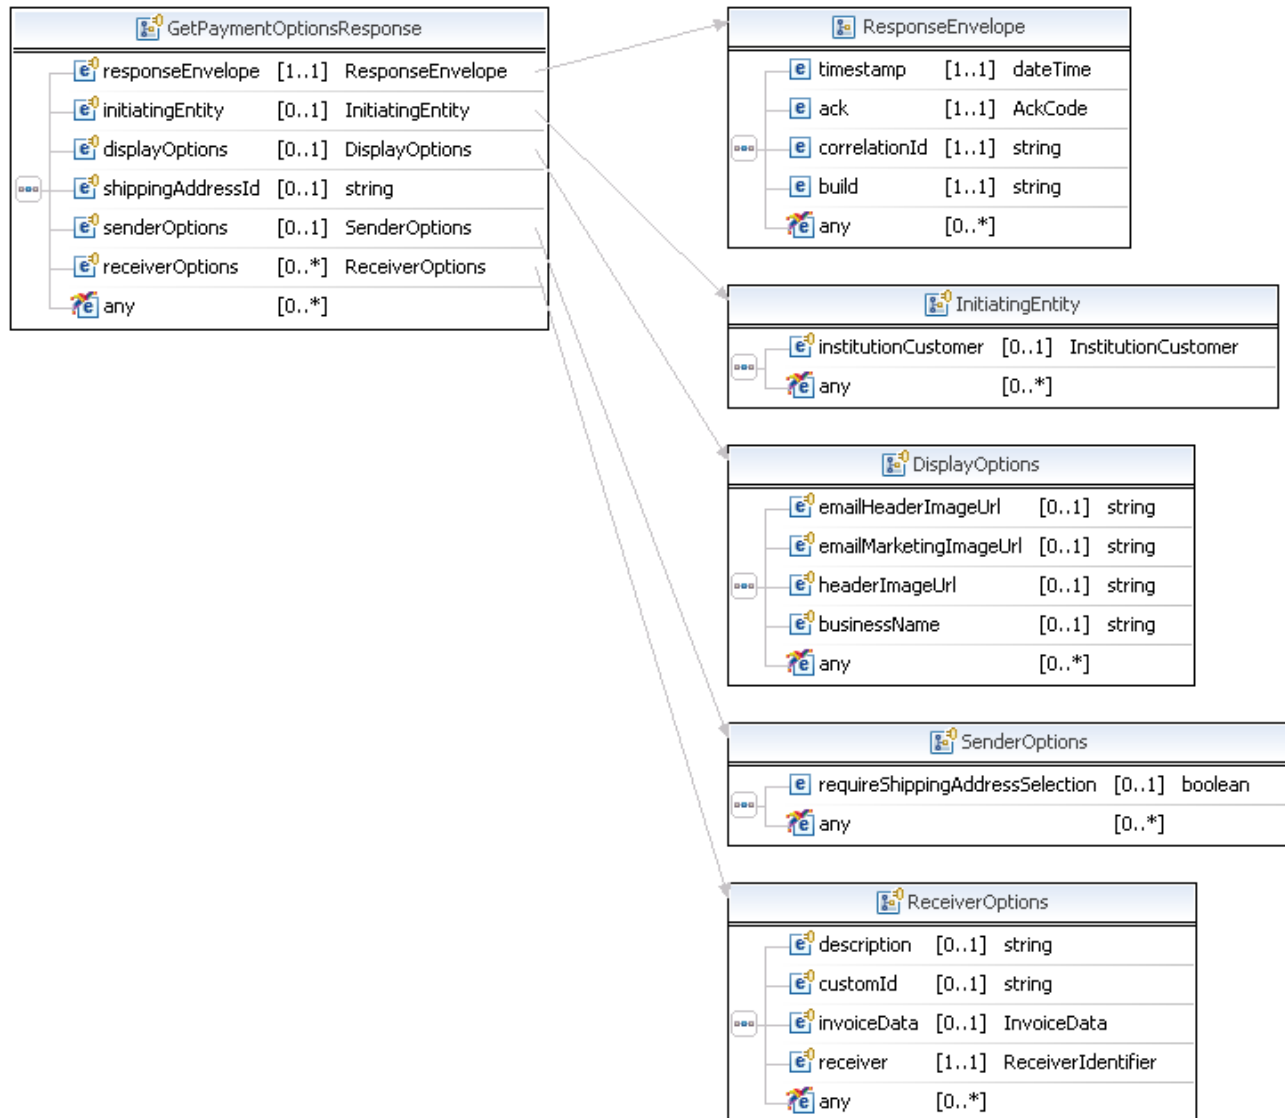 GetPaymentOptionsResponse
responseEnvelope [1..1] ResponseEnvelope
initiatingEntity [0..1] InitiatingEntity
displayOptions [0..1] DisplayOptions
shippingAddressId [0..1] string
senderOptions [0..1] SenderOptions
receiverOptions [0..*] ReceiverOptions
any [0..*]
ResponseEnvelope
timestamp [1..1] dateTime
ack [1..1] AckCode
correlationId [1..1] string
build [1..1] string
any [0..*]
InitiatingEntity
institutionCustomer [0..1] InstitutionCustomer
any [0..*]
DisplayOptions
emailHeaderImageUrl [0..1] string
emailMarketingImageUrl [0..1] string
headerImageUrl [0..1] string
businessName [0..1] string
any [0..*]
SenderOptions
requireShippingAddressSelection [0..1] boolean
any [0..*]
ReceiverOptions
description [0..1] string
customId [0..1] string
invoiceData [0..1] InvoiceData
receiver [1..1] ReceiverIdentifier
any [0..*]